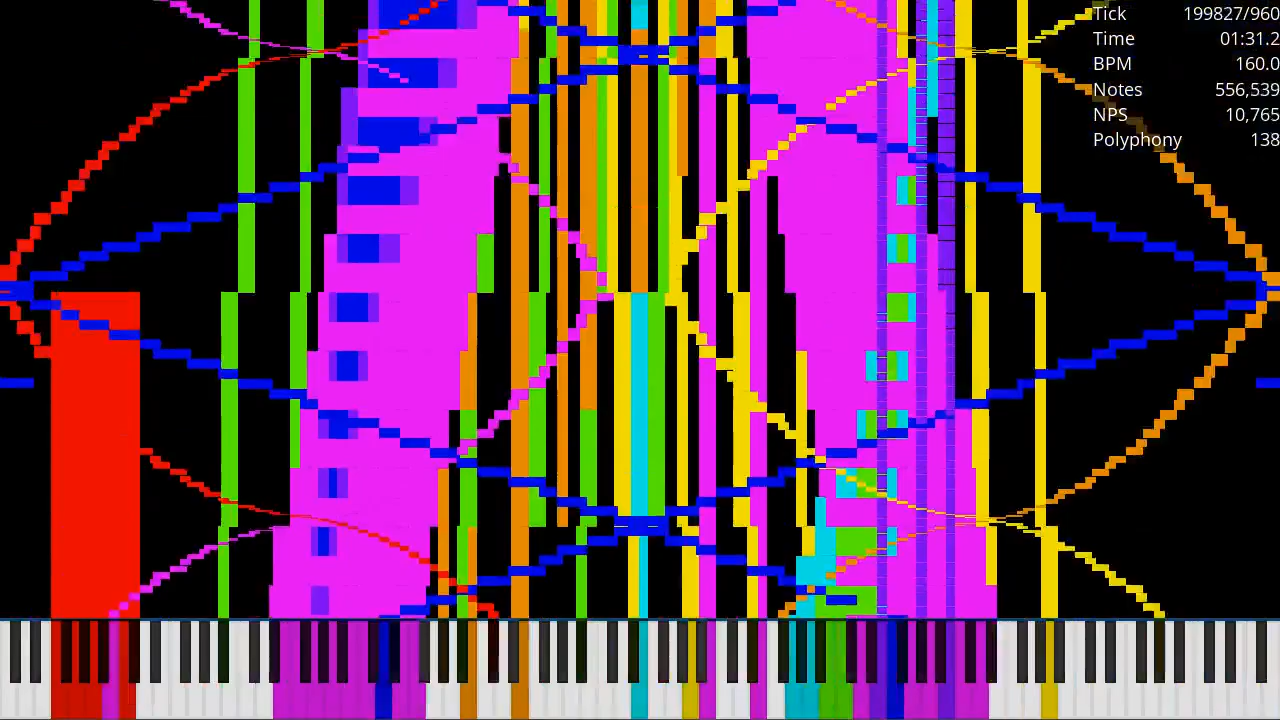 Tick 199827/960
Time 01:31.2
BPM 160.0
Notes 556,539
NPS 10,765
Polyphony 138